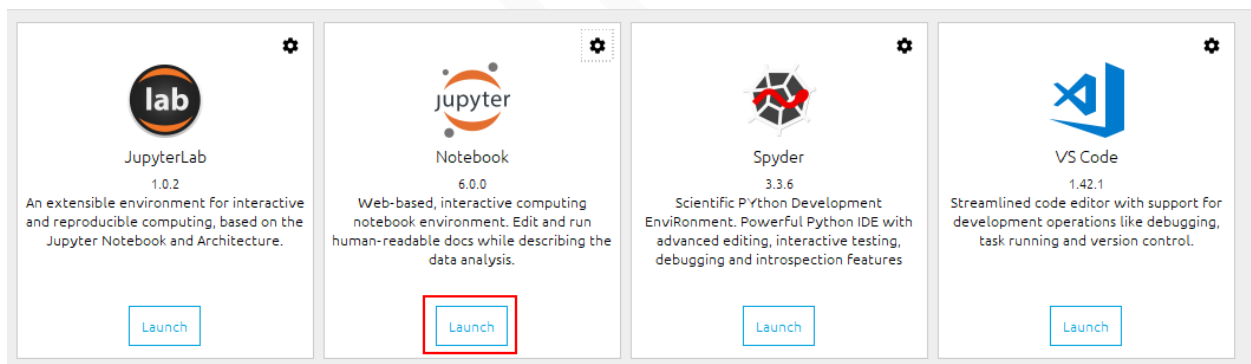 lab
JupyterLab
1.0.2
An extensible environment for interactive
and reproducible computing, based on the
Jupyter Notebook and Architecture.
Launch
jupyter
Notebook
6.0.0
Web-based, interactive computing
notebook environment. Edit and run
human-readable docs while describing the
data analysis.
Launch
Spyder
3.3.6
Scientific PYthon Development
EnviRonment. Powerful Python IDE with
advanced editing, interactive testing,
debugging and introspection features
Launch
VS Code
1.42.1
Streamlined code editor with support for
development operations like debugging,
task running and version control.
Launch